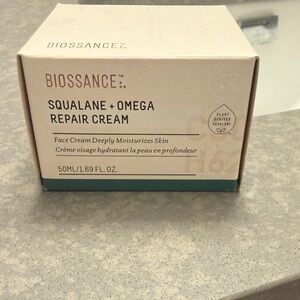 BIOSSANCE
SQUALANE + OMEGA
REPAIR CREAM
PLANT
DERIVED
SQUALANE
Face Cream Deeply Moisturizes Skin
Crème visage hydratant la peau en profondeur
50ML/1.69 FL. OZ.